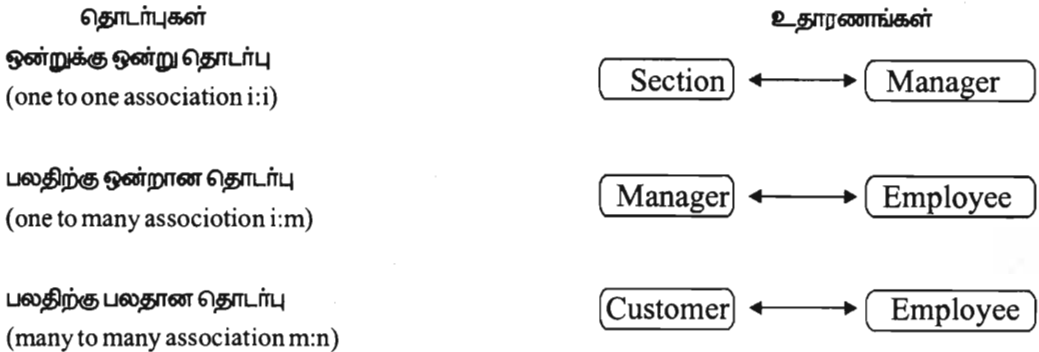 தொடர்புகள் உதாரணங்கள்
ஒன்றுக்கு ஒன்று தொடர்பு
(one to one association i:i) Section Manager
பலதிற்கு ஒன்றான தொடர்பு
(one to many associotion i:m) Manager Employee
பலதிற்கு பலதான தொடர்பு
(many to many association m:n) Customer Employee